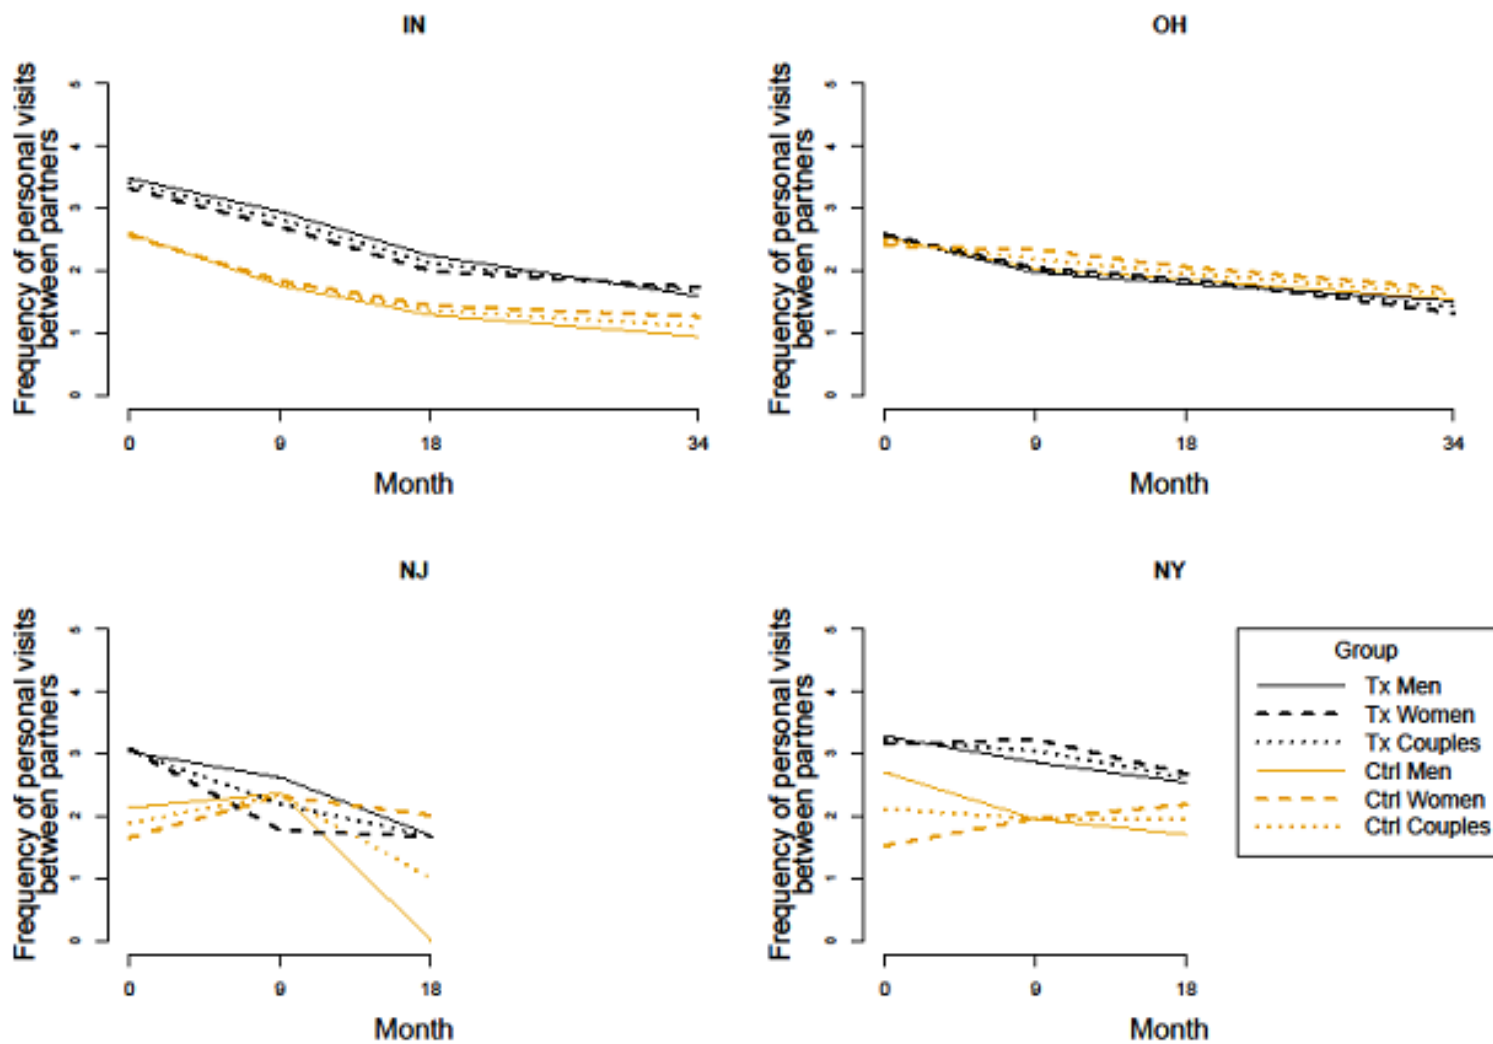 IN
Frequency of personal visits
between partners
5
4
3
2
1
0
0 9 18 34
Month
OH
Frequency of personal visits
between partners
5
4
3
2
1
0
0 9 18 34
Month
NJ
Frequency of personal visits
between partners
5
4
3
2
1
0
0 9 18
Month
NY
Frequency of personal visits
between partners
5
4
3
2
1
0
0 9 18
Month
Group
Tx Men
Tx Women
Tx Couples
Ctrl Men
Ctrl Women
Ctrl Couples